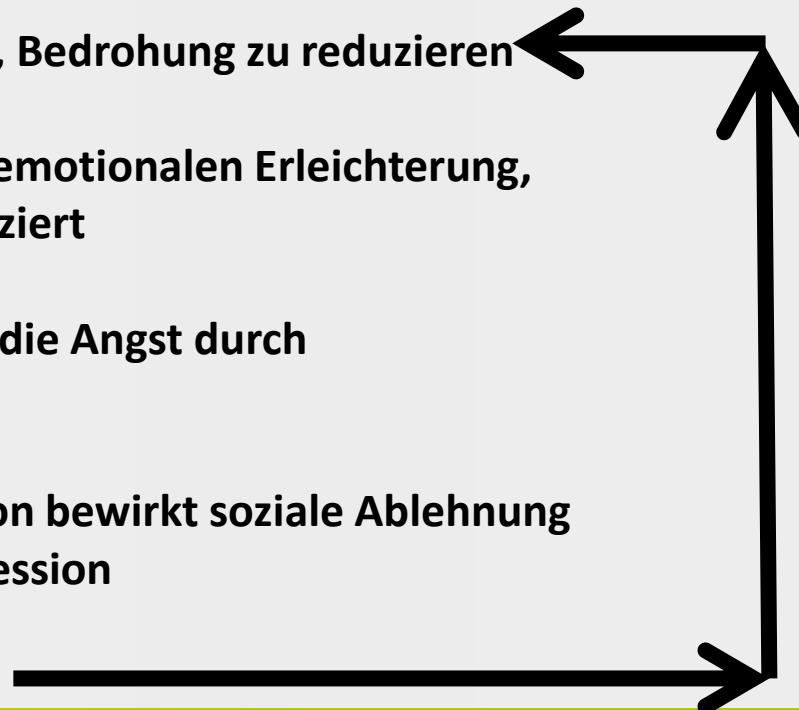 , Bedrohung zu reduzieren
emotionalen Erleichterung,
ziert
die Angst durch
on bewirkt soziale Ablehnung
ession